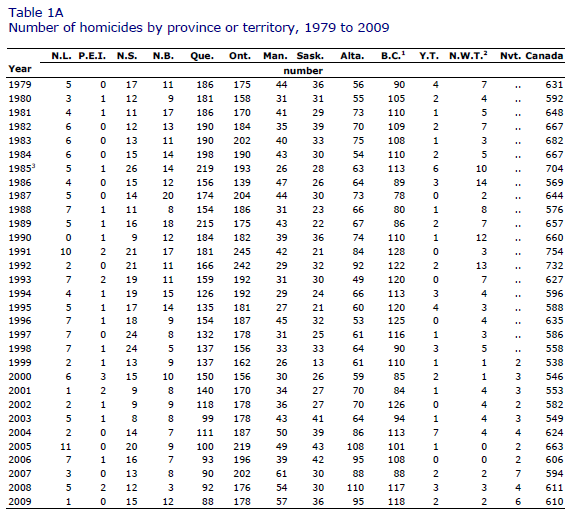 Table 1A
Number of homicides by province or territory, 1979 to 2009
N.L. P.E.I. N.S. N.B. Que. Ont. Man. Sask. Alta. B.C.¹ Y.T. N.W.T.² Nvt. Canada
Year number
1979 5 0 17 11 186 175 44 36 56 90 4 7 .. 631
1980 3 1 12 9 181 158 31 31 55 105 2 4 .. 592
1981 4 1 11 17 186 170 41 29 73 110 1 5 .. 648
1982 6 0 12 13 190 184 35 39 70 109 2 7 .. 667
1983 6 0 13 11 190 202 40 33 75 108 1 3 .. 682
1984 6 0 15 14 198 190 43 30 54 110 2 5 .. 667
1985³ 5 1 26 14 219 193 26 28 63 113 6 10 .. 704
1986 4 0 15 12 156 139 47 26 64 89 3 14 .. 569
1987 5 0 14 20 174 204 44 30 73 78 0 2 .. 644
1988 7 1 11 8 154 186 31 23 66 80 1 8 .. 576
1989 5 1 16 18 215 175 43 22 67 86 2 7 .. 657
1990 0 1 9 12 184 182 39 36 74 110 1 12 .. 660
1991 10 2 21 17 181 245 42 21 84 128 0 3 .. 754
1992 2 0 21 11 166 242 29 32 92 122 2 13 .. 732
1993 7 2 19 11 159 192 31 30 49 120 0 7 .. 627
1994 4 1 19 15 126 192 29 24 66 113 3 4 .. 596
1995 5 1 17 14 135 181 27 21 60 120 4 3 .. 588
1996 7 1 18 9 154 187 45 32 53 125 0 4 .. 635
1997 7 0 24 8 132 178 31 25 61 116 1 3 .. 586
1998 7 1 24 5 137 156 33 33 64 90 3 5 .. 558
1999 2 1 13 9 137 162 26 13 61 110 1 1 2 538
2000 6 3 15 10 150 156 30 26 59 85 2 1 3 546
2001 1 2 9 8 140 170 34 27 70 84 1 4 3 553
2002 2 1 9 9 118 178 36 27 70 126 0 4 2 582
2003 5 1 8 8 99 178 43 41 64 94 1 4 3 549
2004 2 0 14 7 111 187 50 39 86 113 7 4 4 624
2005 11 0 20 9 100 219 49 43 108 101 1 0 2 663
2006 7 1 16 7 93 196 39 42 95 108 0 0 2 606
2007 3 0 13 8 90 202 61 30 88 88 2 2 7 594
2008 5 2 12 3 92 176 54 30 110 117 3 3 4 611
2009 1 0 15 12 88 178 57 36 95 118 2 2 6 610